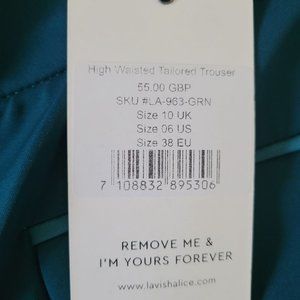 High Waisted Tailored Trouser
55.00 GBP
SKU #LA-963-GRN
Size 10 UK
Size 06 US
Size 38 EU
7 108832 895306
REMOVE ME &
I'M YOURS FOREVER
www.lavishalice.com